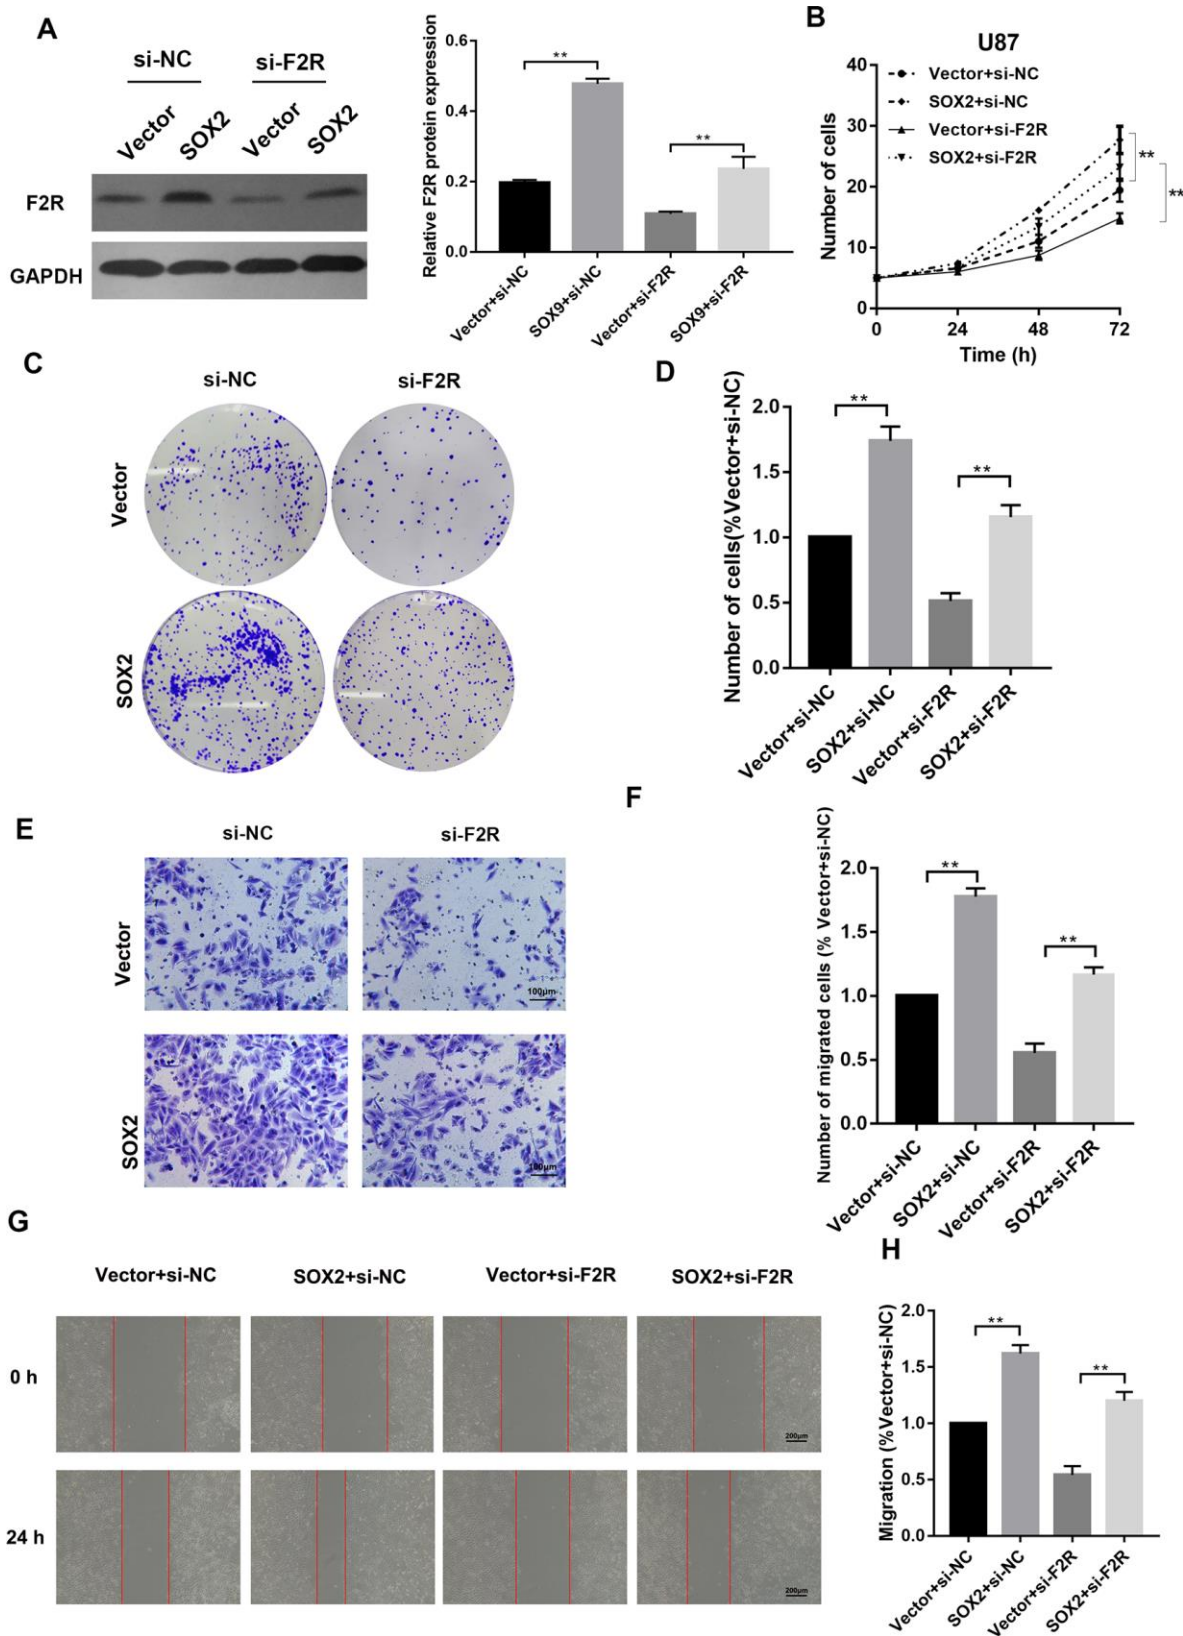 A
si-NC si-F2R
Vector SOX2 Vector SOX2
F2R
GAPDH
Relative F2R protein expression
0.6
0.4
0.2
0.0
**
**
Vector+si-NC
SOX9+si-NC
Vector+si-F2R
SOX9+si-F2R
B
U87
Number of cells
40
30
20
10
0
Vector+si-NC
SOX2+si-NC
Vector+si-F2R
SOX2+si-F2R
**
**
0 24 48 72
Time (h)
C
si-NC si-F2R
Vector
SOX2
D
Number of cells(%Vector+si-NC)
2.0
1.5
1.0
0.5
0.0
**
**
Vector+si-NC
SOX2+si-NC
Vector+si-F2R
SOX2+si-F2R
E
si-NC si-F2R
Vector
100μm
SOX2
100μm
F
Number of migrated cells (% Vector+si-NC)
2.0
1.5
1.0
0.5
0.0
**
**
Vector+si-NC
SOX2+si-NC
Vector+si-F2R
SOX2+si-F2R
G
Vector+si-NC SOX2+si-NC Vector+si-F2R SOX2+si-F2R
0 h
200μm
24 h
200μm
H
Migration (%Vector+si-NC)
2.0
1.5
1.0
0.5
0.0
**
**
Vector+si-NC
SOX2+si-NC
Vector+si-F2R
SOX2+si-F2R